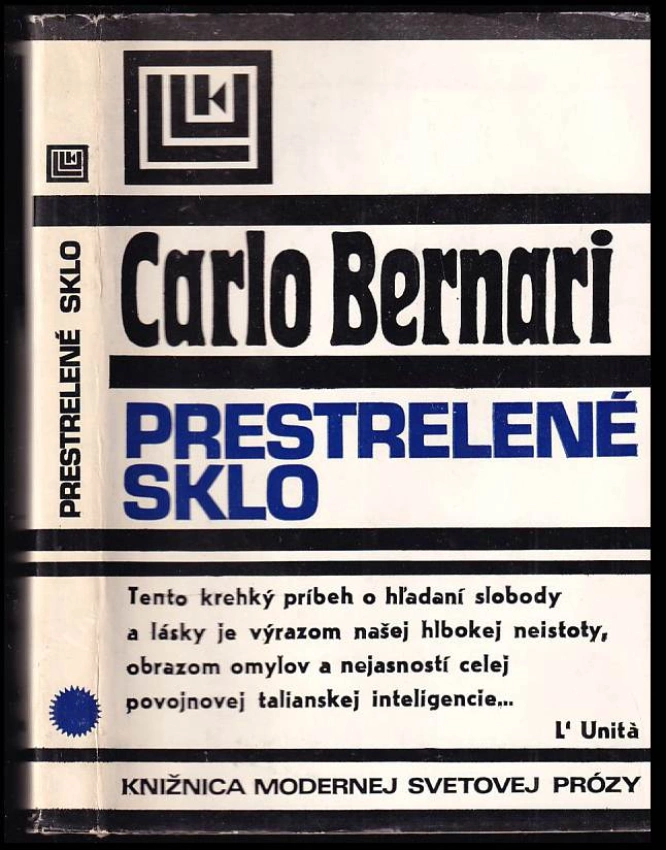 PRESTRELENÉ SKLO
Carlo Bernari
PRESTRELENÉ
SKLO
Tento krehký príbeh o hľadaní slobody
a lásky je výrazom našej hlbokej neistoty,
obrazom omylov a nejasností celej
povojnovej talianskej inteligencie...
L' Unità
KNIŽNICA MODERNEJ SVETOVEJ PRÓZY